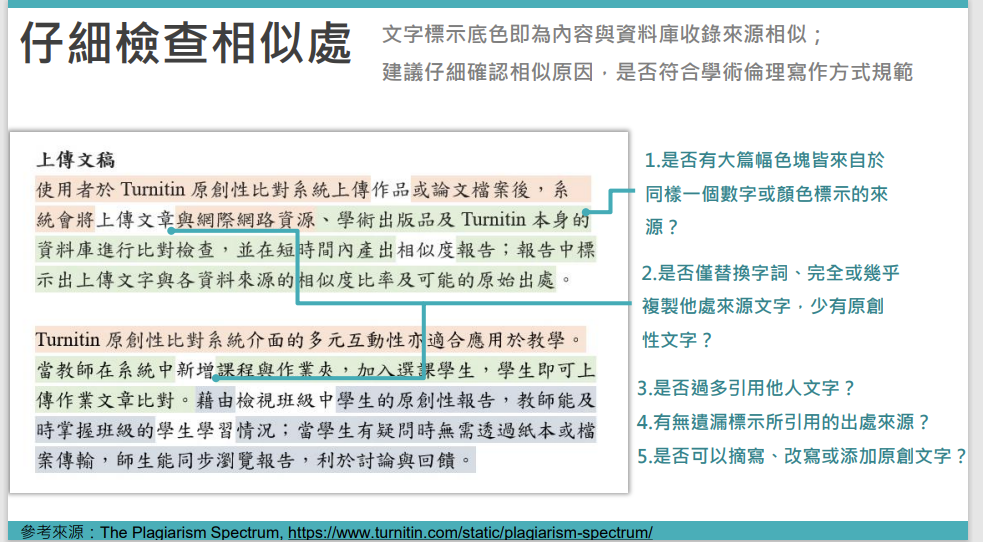 仔細檢查相似處
文字標示底色即為內容與資料庫收錄來源相似；
建議仔細確認相似原因，是否符合學術倫理寫作方式規範
上傳文稿
使用者於 Turnitin 原創性比對系統上傳作品或論文檔案後，系
統會將上傳文章與網際網路資源、學術出版品及 Turnitin 本身的
資料庫進行比對檢查，並在短時間內產出相似度報告；報告中標
示出上傳文字與各資料來源的相似度比率及可能的原始出處。
Turnitin 原創性比對系統介面的多元互動性亦適合應用於教學。
當教師在系統中新增課程與作業夾，加入選課學生，學生即可上
傳作業文章比對。藉由檢視班級中學生的原創性報告，教師能及
時掌握班級的學生學習情況；當學生有疑問時無需透過紙本或檔
案傳輸，師生能同步瀏覽報告，利於討論與回饋。
1.是否有大篇幅色塊皆來自於
同樣一個數字或顏色標示的來
源？
2.是否僅替換字詞、完全或幾乎
複製他處來源文字，少有原創
性文字？
3.是否過多引用他人文字？
4.有無遺漏標示所引用的出處來源？
5.是否可以摘寫、改寫或添加原創文字？
參考來源：The Plagiarism Spectrum, https://www.turnitin.com/static/plagiarism-spectrum/